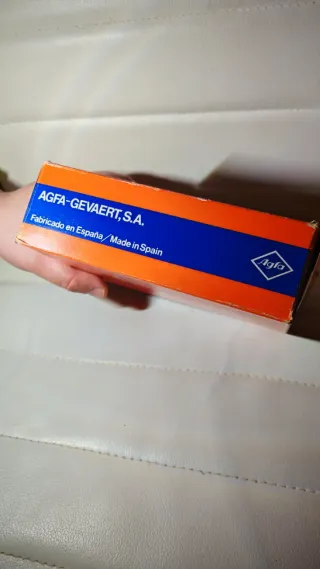 AGFA-GEVAERT, S.A.
Fabricado en España/Made in Spain
Agfa